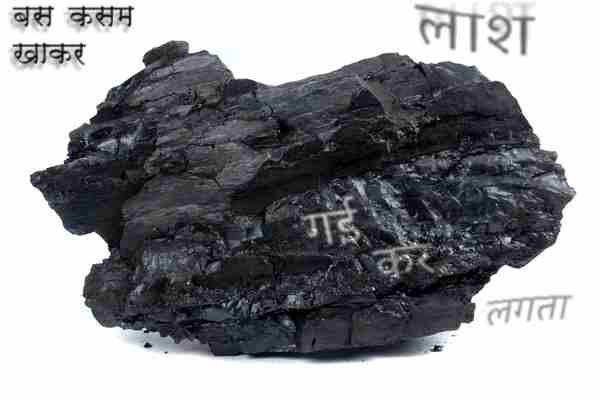 बस कसम
खाकर
लाश
गई
कर
लगता